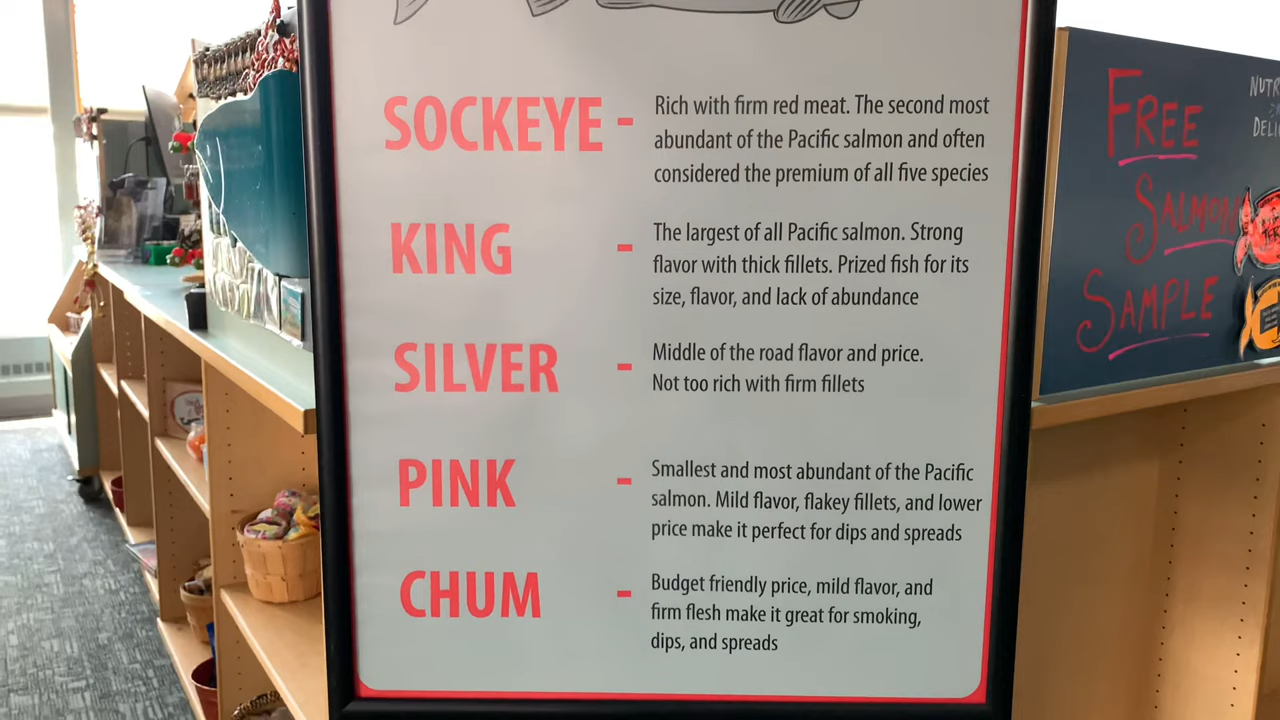 SOCKEYE - Rich with firm red meat. The second most
abundant of the Pacific salmon and often
considered the premium of all five species
KING - The largest of all Pacific salmon. Strong
flavor with thick fillets. Prized fish for its
size, flavor, and lack of abundance
SILVER - Middle of the road flavor and price.
Not too rich with firm fillets
PINK - Smallest and most abundant of the Pacific
salmon. Mild flavor, flakey fillets, and lower
price make it perfect for dips and spreads
CHUM - Budget friendly price, mild flavor, and
firm flesh make it great for smoking,
dips, and spreads
FREE
SALMON
SAMPLE